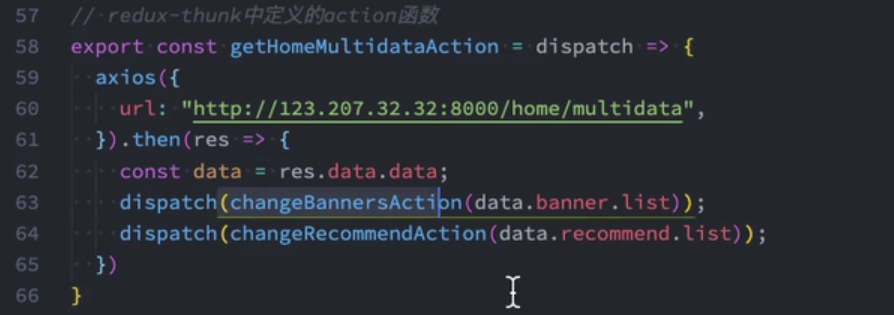 57 // redux-thunk中定义的action函数
58 export const getHomeMultidataAction = dispatch => {
59 axios({
60 url: "http://123.207.32.32:8000/home/multidata",
61 }).then(res => {
62 const data = res.data.data;
63 dispatch(changeBannersAction(data.banner.list));
64 dispatch(changeRecommendAction(data.recommend.list));
65 })
66 }